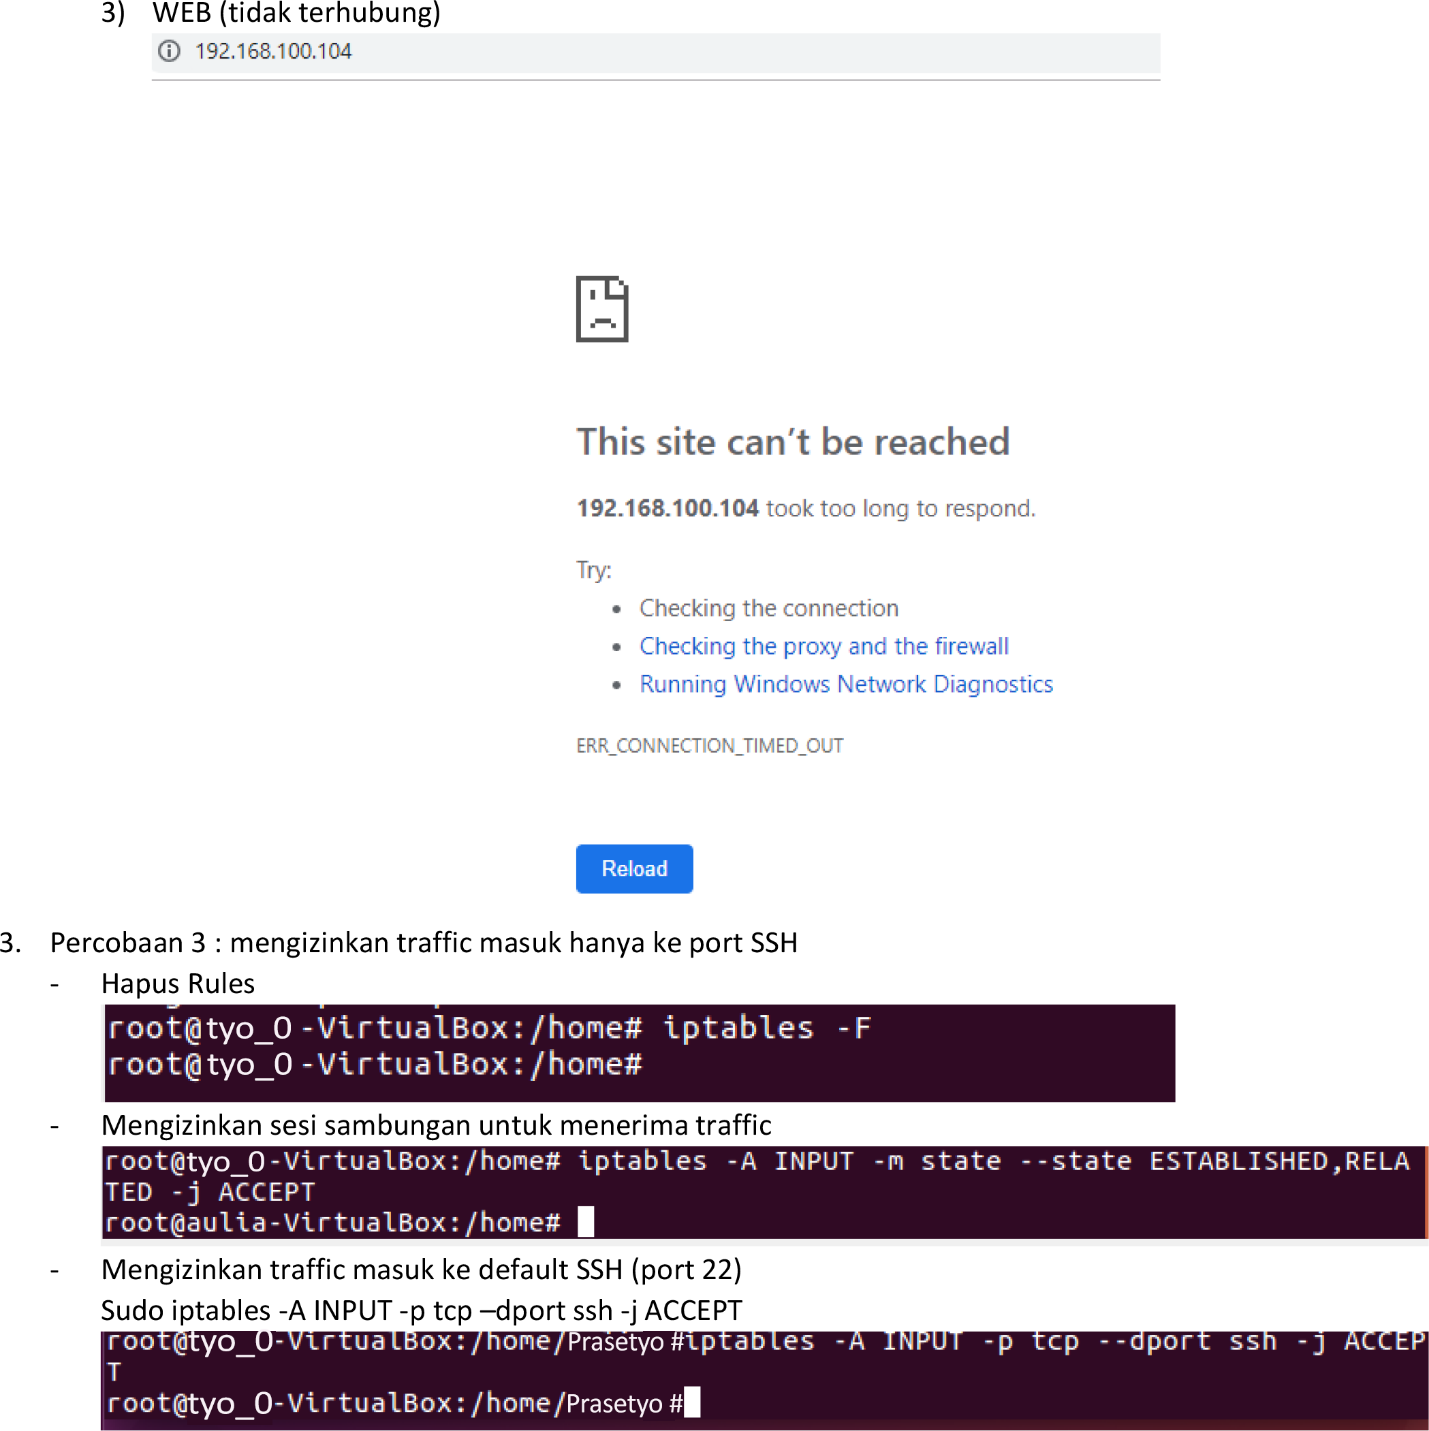 3) WEB (tidak terhubung)
192.168.100.104
This site can’t be reached
192.168.100.104 took too long to respond.
Try:
• Checking the connection
• Checking the proxy and the firewall
• Running Windows Network Diagnostics
ERR_CONNECTION_TIMED_OUT
Reload
3. Percobaan 3 : mengizinkan traffic masuk hanya ke port SSH
- Hapus Rules
root@tyo_0-VirtualBox:/home# iptables -F
root@tyo_0-VirtualBox:/home#
- Mengizinkan sesi sambungan untuk menerima traffic
root@tyo_0-VirtualBox:/home# iptables -A INPUT -m state --state ESTABLISHED,RELA
TED -j ACCEPT
root@aulia-VirtualBox:/home#
- Mengizinkan traffic masuk ke default SSH (port 22)
Sudo iptables -A INPUT -p tcp –dport ssh -j ACCEPT
root@tyo_0-VirtualBox:/home/Prasetyo #iptables -A INPUT -p tcp --dport ssh -j ACCEP
T
root@tyo_0-VirtualBox:/home/Prasetyo #